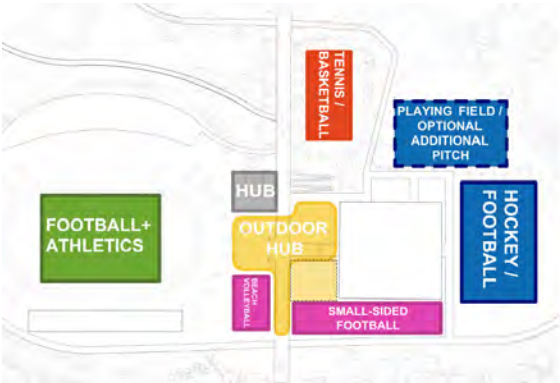 TENNIS /
BASKETBALL
PLAYING FIELD /
OPTIONAL
ADDITIONAL
PITCH
HUB
FOOTBALL+
ATHLETICS
OUTDOOR
HUB
HOCKEY /
FOOTBALL
BEACH
VOLLEYBALL
SMALL-SIDED
FOOTBALL